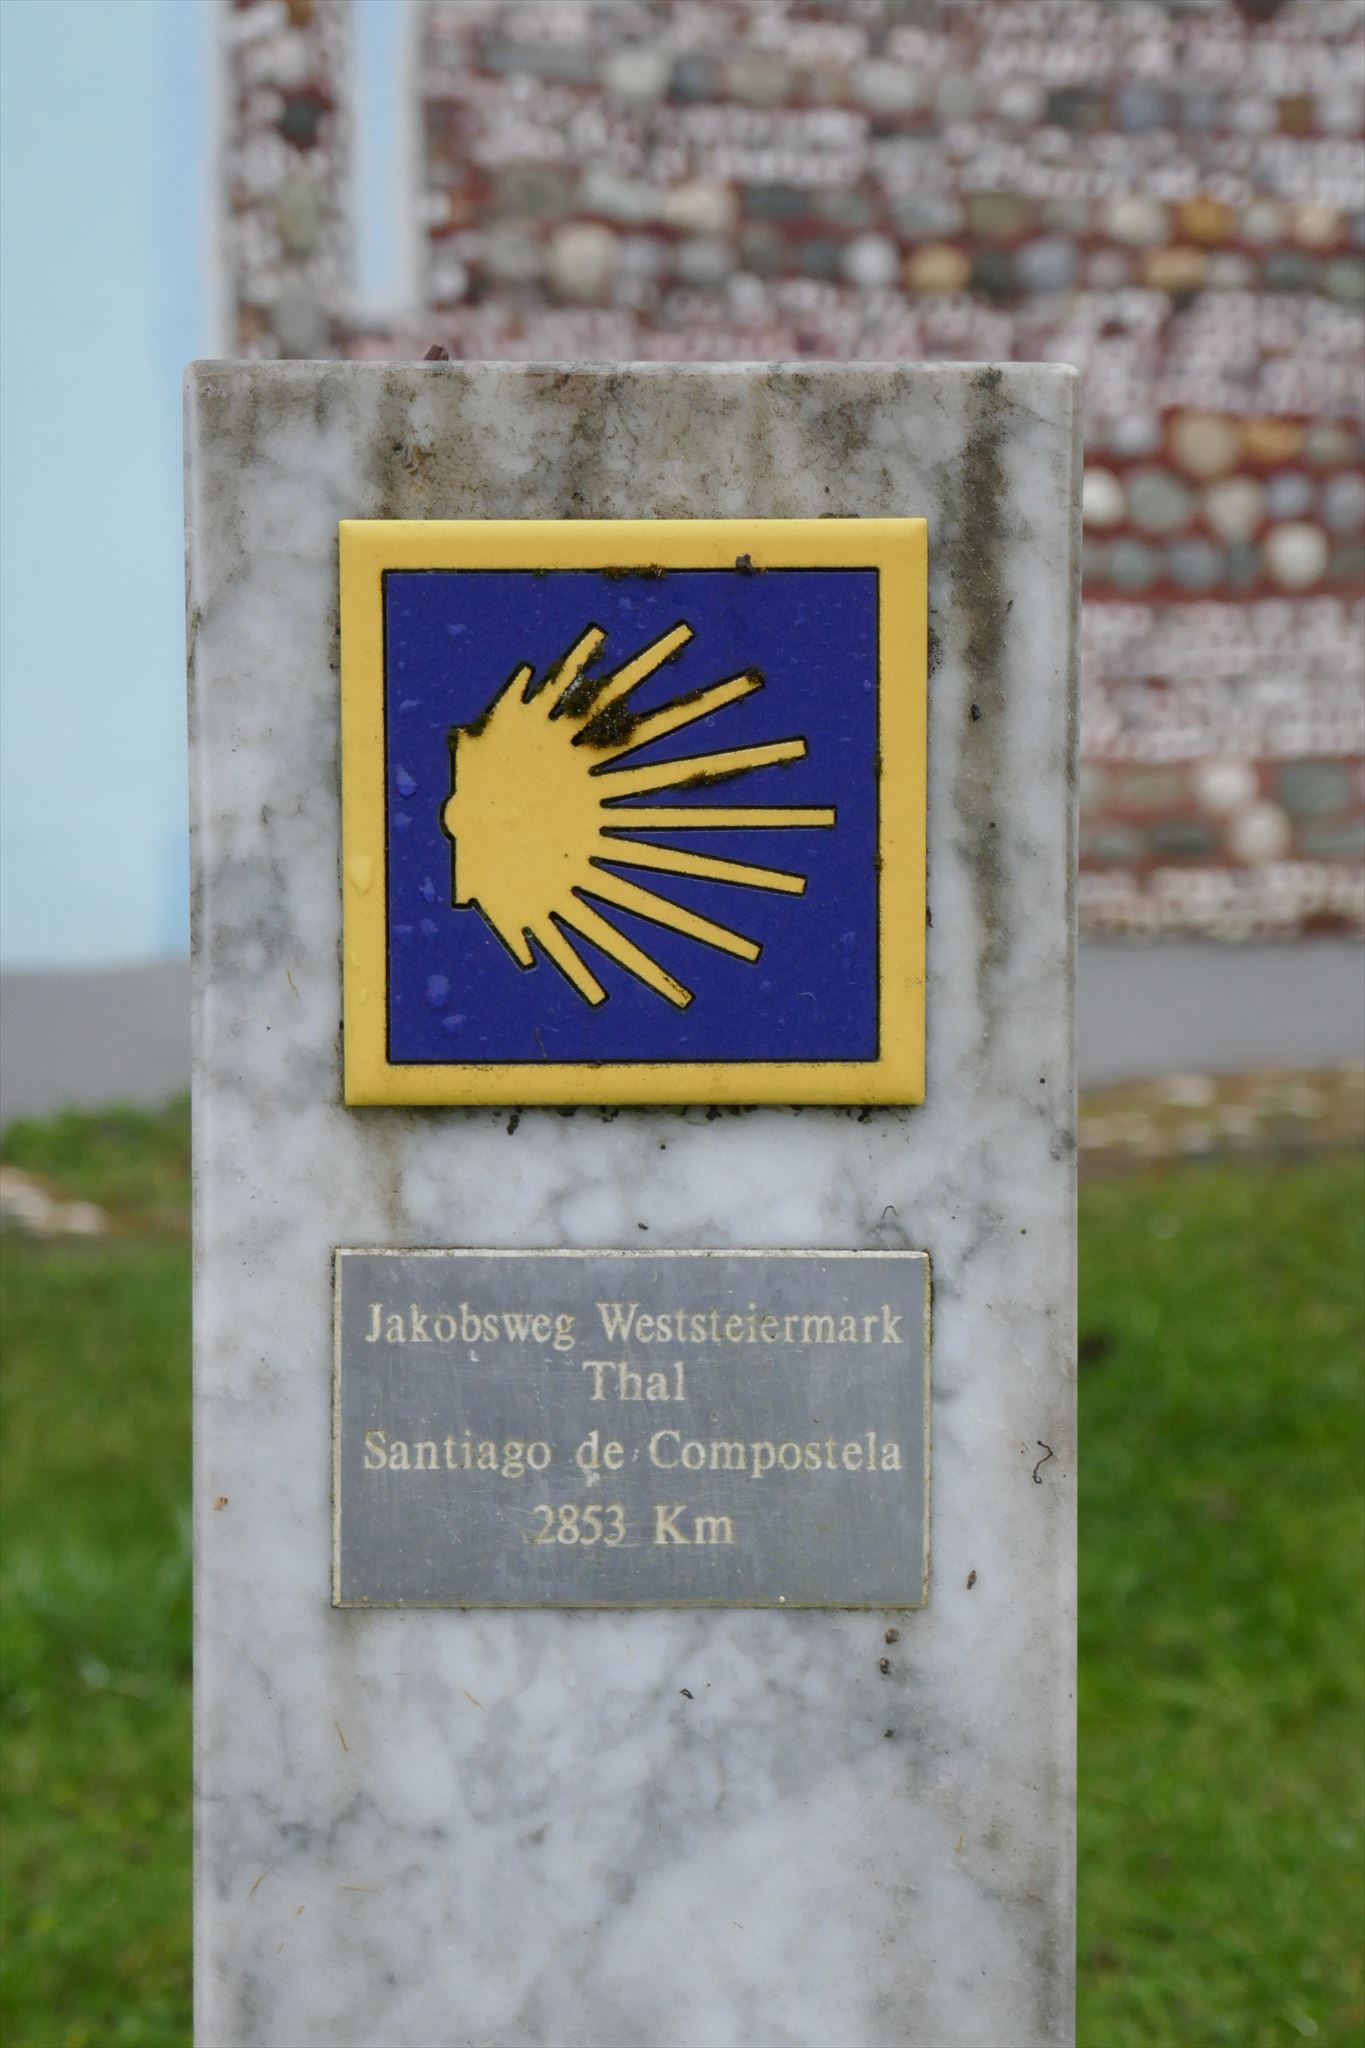 Jakobsweg Weststeiermark
Thal
Santiago de Compostela
2853 Km